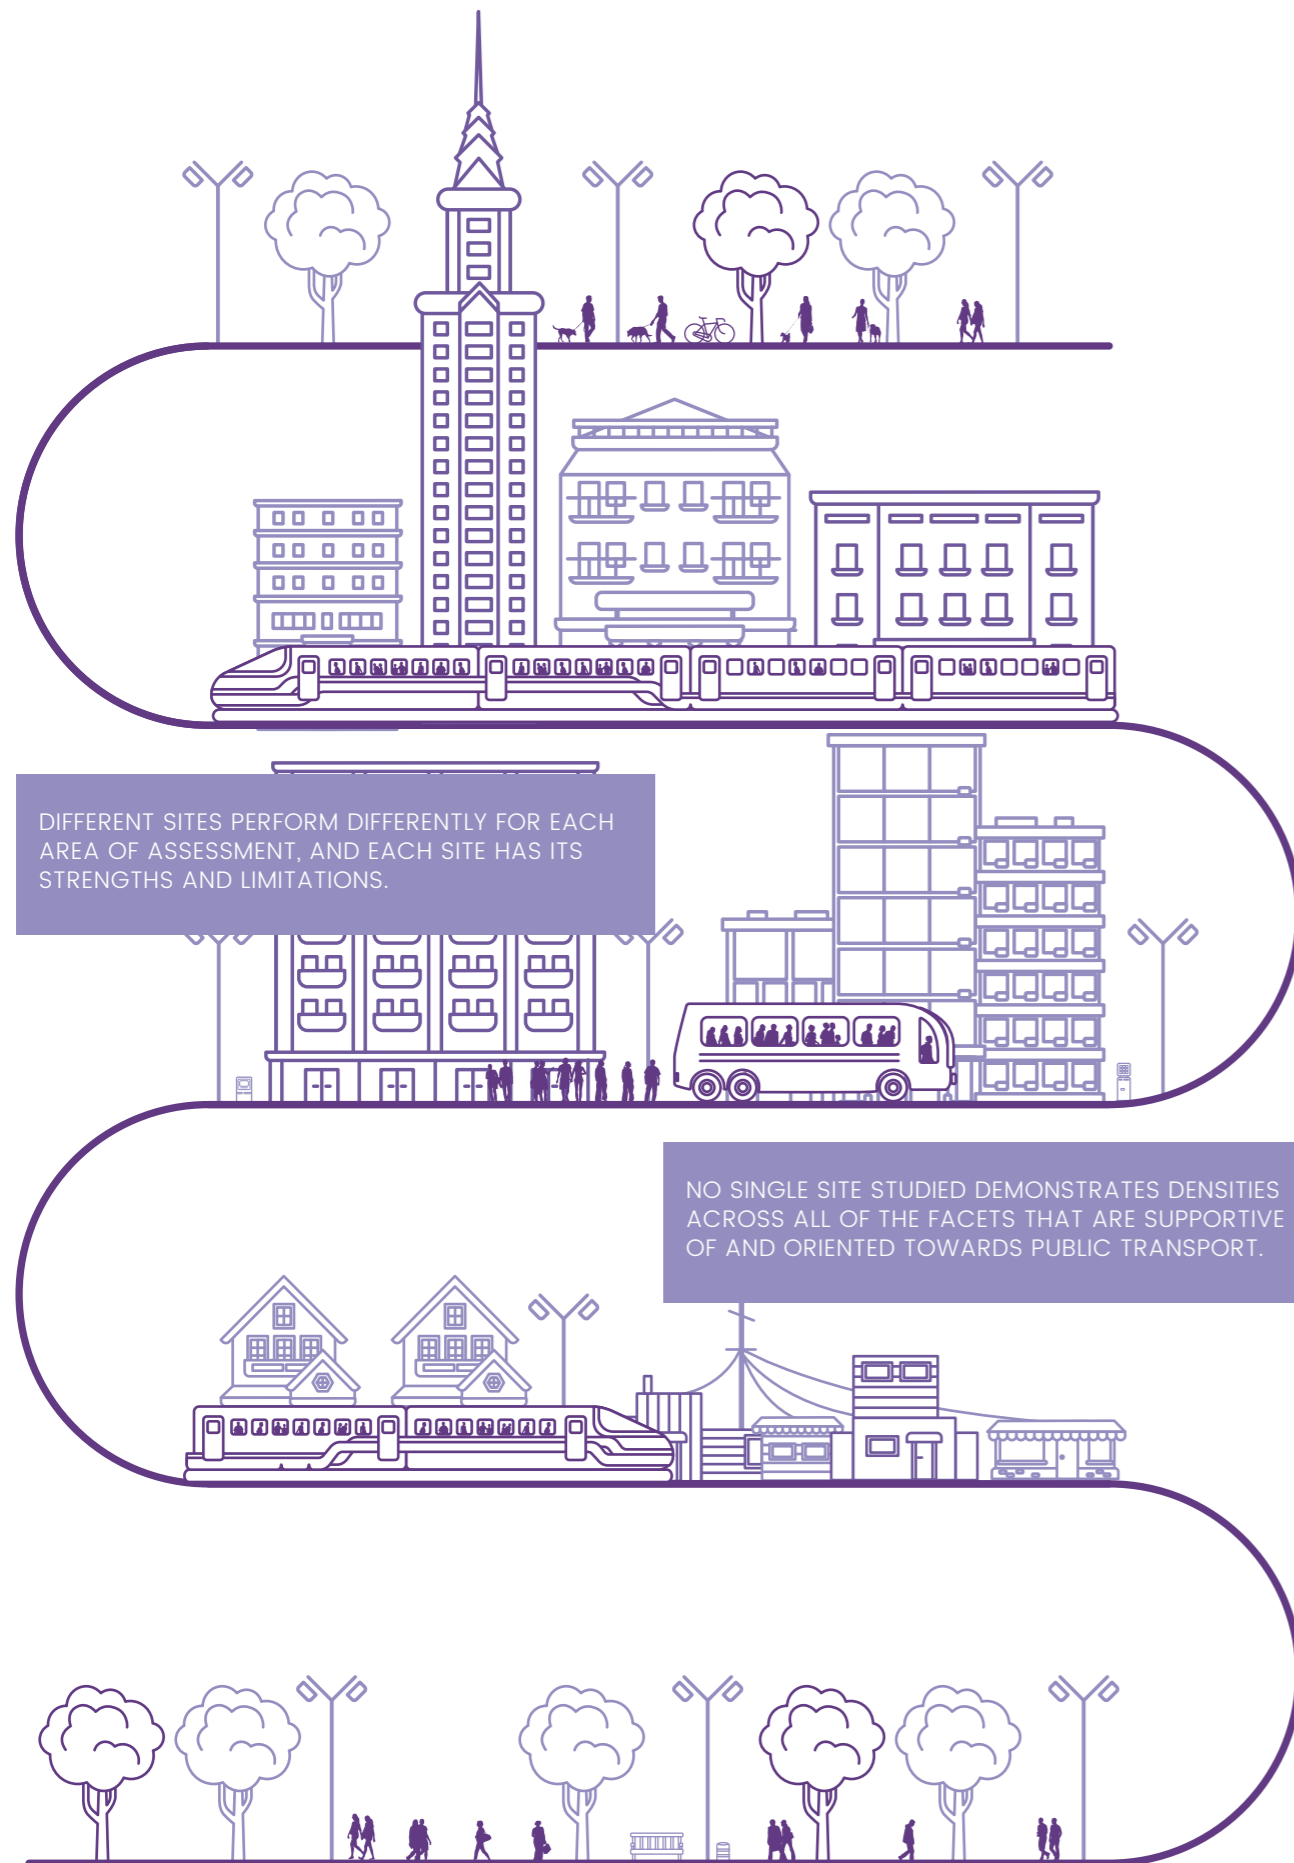 DIFFERENT SITES PERFORM DIFFERENTLY FOR EACH
AREA OF ASSESSMENT, AND EACH SITE HAS ITS
STRENGTHS AND LIMITATIONS.
NO SINGLE SITE STUDIED DEMONSTRATES DENSITIES
ACROSS ALL OF THE FACETS THAT ARE SUPPORTIVE
OF AND ORIENTED TOWARDS PUBLIC TRANSPORT.